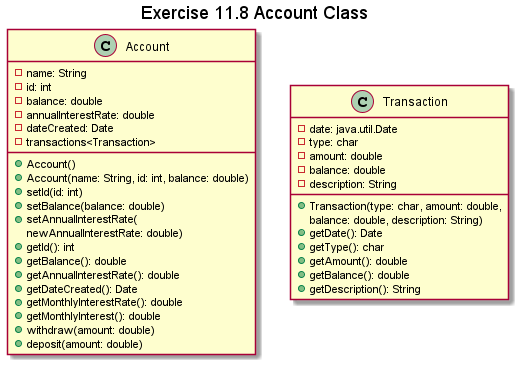 Exercise 11.8 Account Class
C Account
name: String
id: int
balance: double
annualInterestRate: double
dateCreated: Date
transactions<Transaction>
Account()
Account(name: String, id: int, balance: double)
setId(id: int)
setBalance(balance: double)
setAnnualInterestRate(
newAnnualInterestRate: double)
getId(): int
getBalance(): double
getAnnualInterestRate(): double
getDateCreated(): Date
getMonthlyInterestRate(): double
getMonthlyInterest(): double
withdraw(amount: double)
deposit(amount: double)
C Transaction
date: java.util.Date
type: char
amount: double
balance: double
description: String
Transaction(type: char, amount: double,
balance: double, description: String)
getDate(): Date
getType(): char
getAmount(): double
getBalance(): double
getDescription(): String